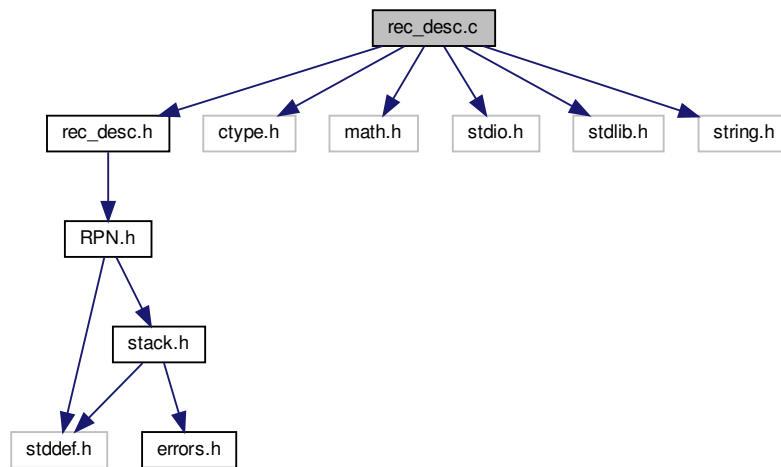 rec_desc.c
rec_desc.h
ctype.h
math.h
stdio.h
stdlib.h
string.h
RPN.h
stack.h
stddef.h
errors.h